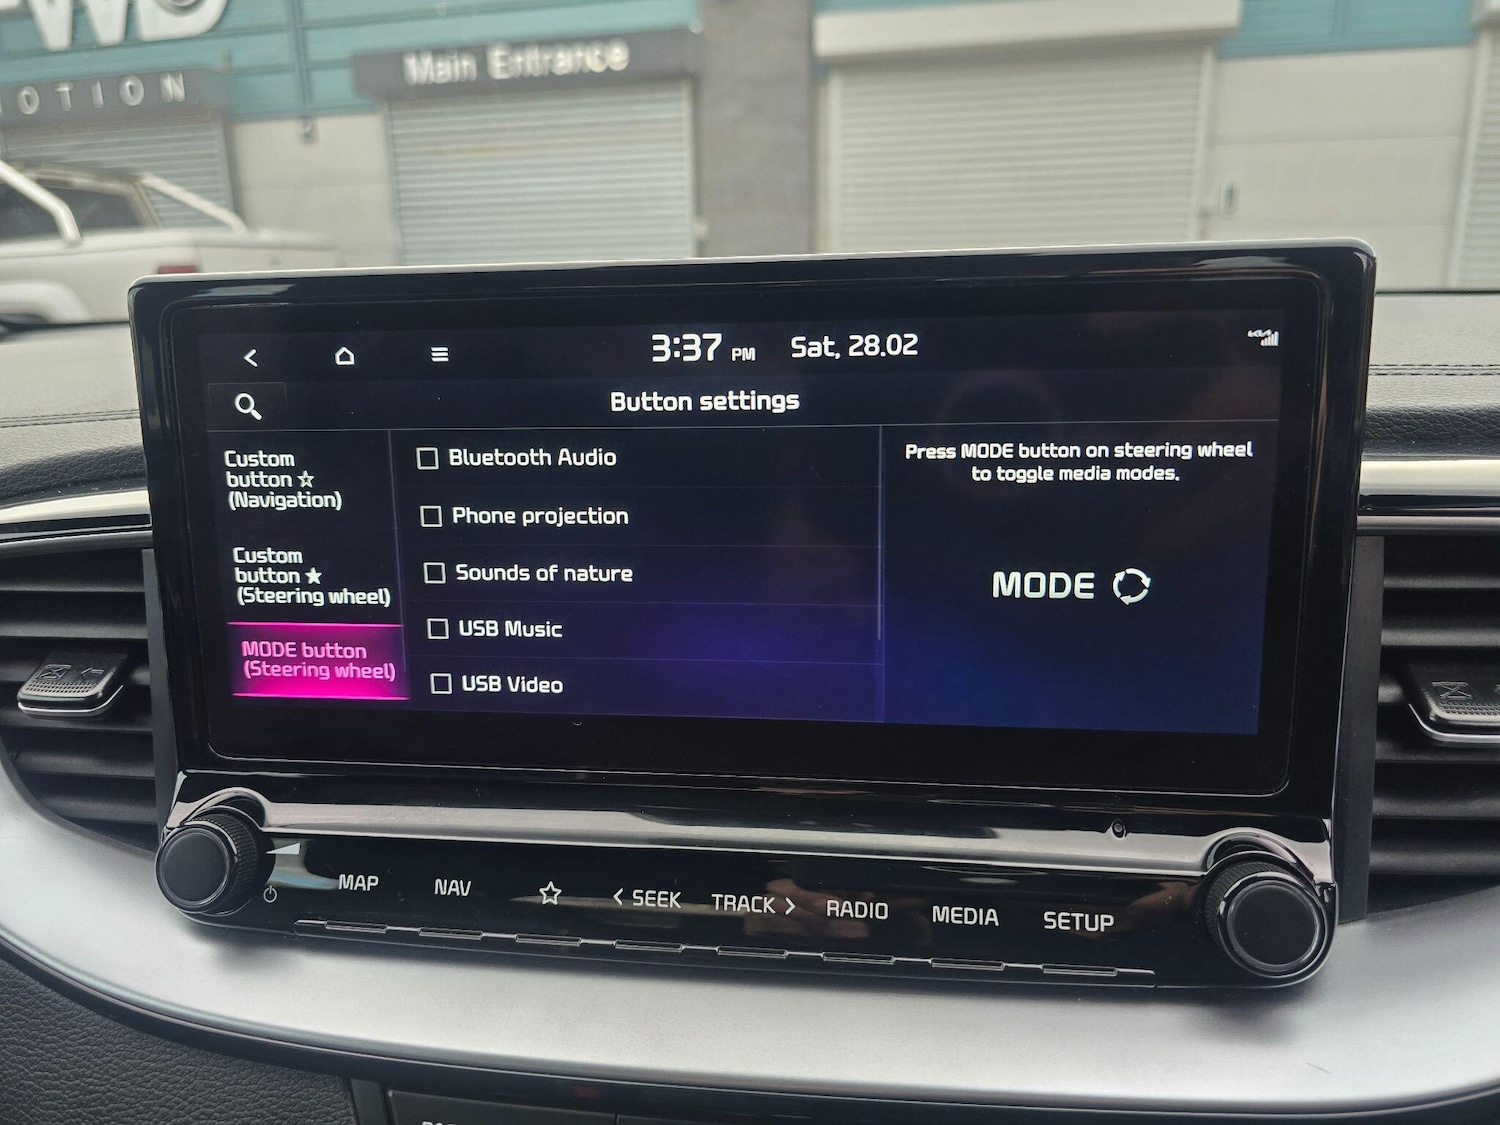 Main Entrance
OTION
3:37 PM Sat, 28.02
Button settings
Custom
button ☆
(Navigation)
Custom
button ★
(Steering wheel)
MODE button
(Steering wheel)
Bluetooth Audio
Phone projection
Sounds of nature
USB Music
USB Video
Press MODE button on steering wheel
to toggle media modes.
MODE
MAP NAV ☆ < SEEK TRACK > RADIO MEDIA SETUP